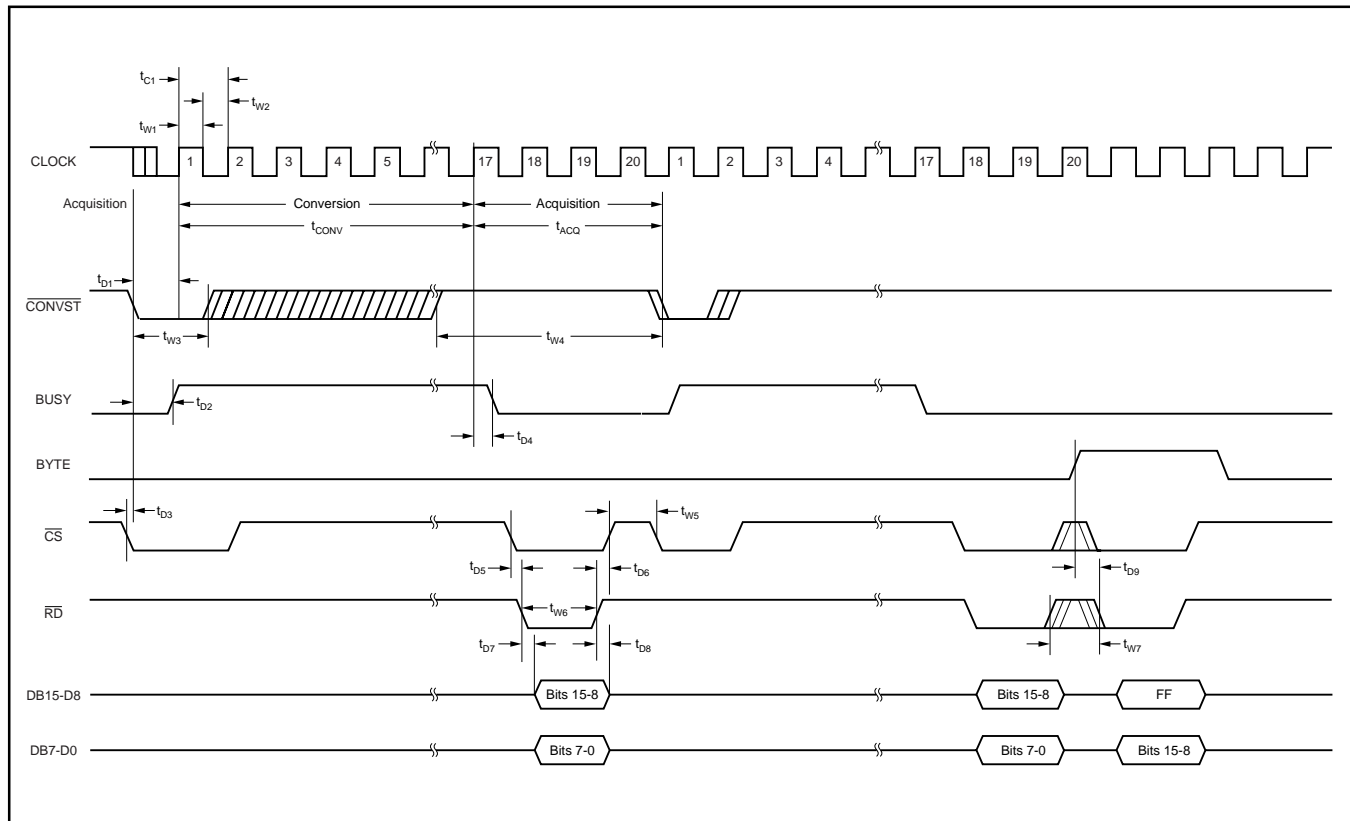 tC1
tW2
tW1
CLOCK 1 2 3 4 5 17 18 19 20 1 2 3 4 17 18 19 20
Acquisition Conversion Acquisition
tCONV tACQ
tD1
CONVST
tW3 tW4
BUSY tD2
tD4
BYTE
tD3 tW5
CS
tD5 tD6 tD9
RD tW6
tD7 tD8 tW7
DB15-D8 Bits 15-8 Bits 15-8 FF
DB7-D0 Bits 7-0 Bits 7-0 Bits 15-8